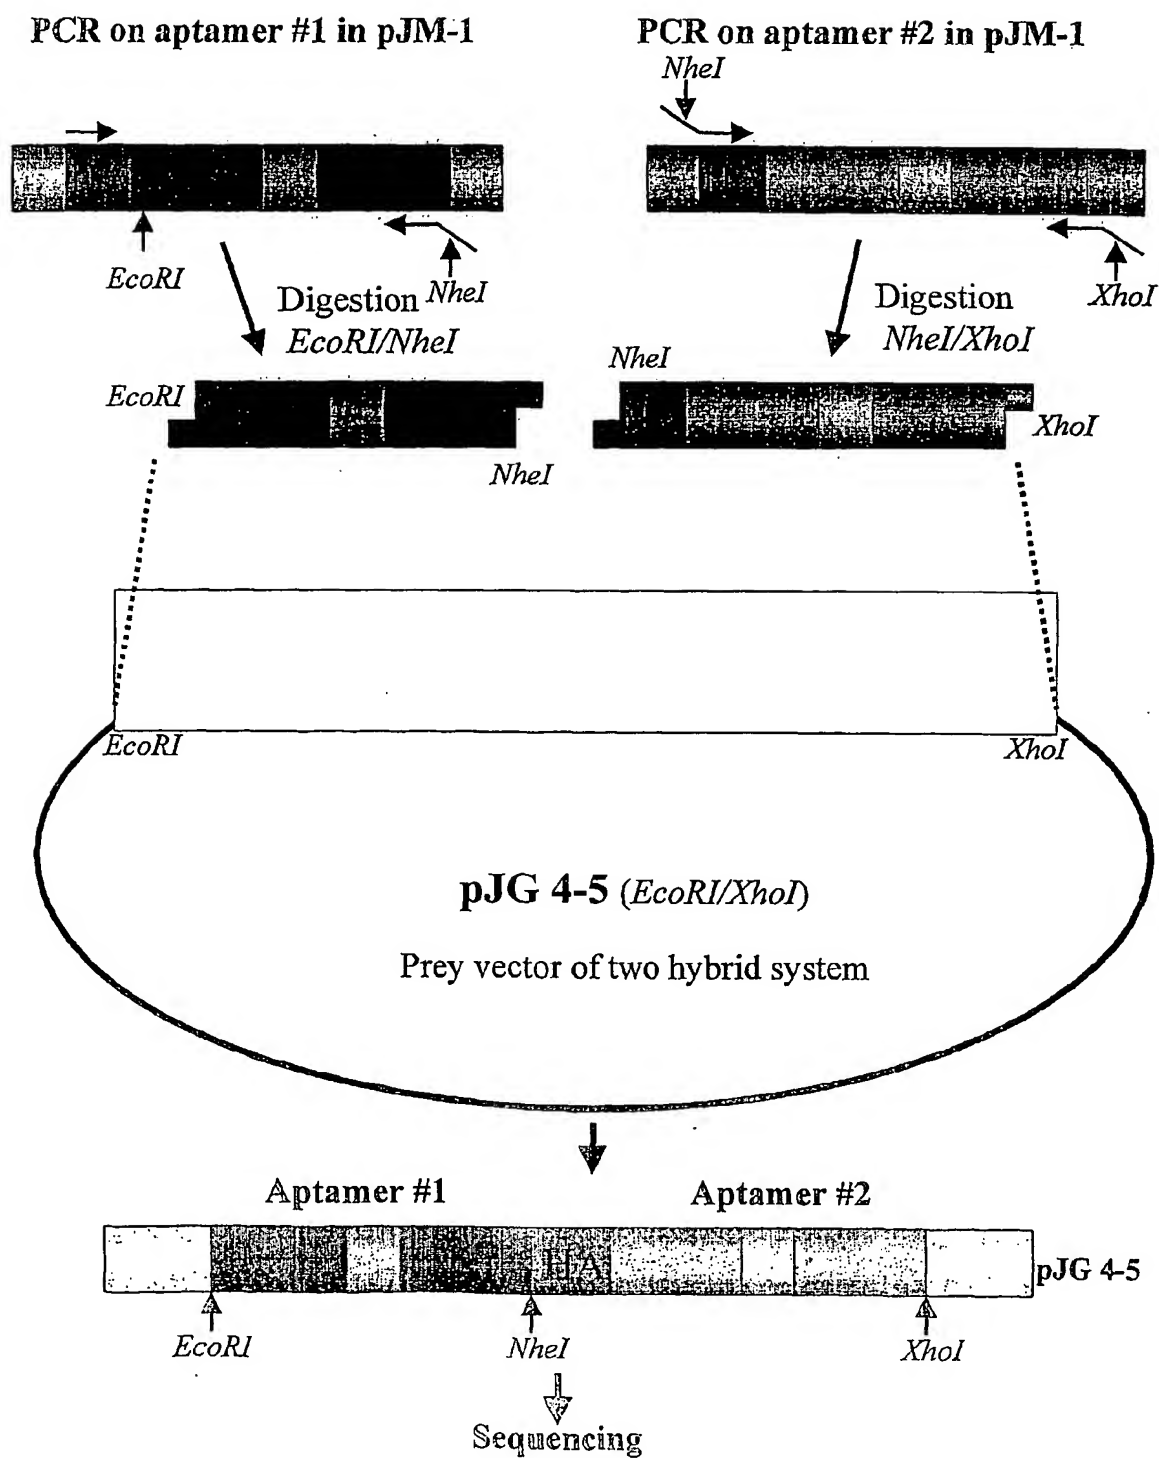 PCR on aptamer #1 in pJM-1
PCR on aptamer #2 in pJM-1
NheI
EcoRI
NheI
XhoI
Digestion
EcoRI/NheI
Digestion
NheI/XhoI
EcoRI
NheI
NheI
XhoI
EcoRI
XhoI
pJG 4-5 (EcoRI/XhoI)
Prey vector of two hybrid system
Aptamer #1
Aptamer #2
HA
pJG 4-5
EcoRI
NheI
XhoI
Sequencing